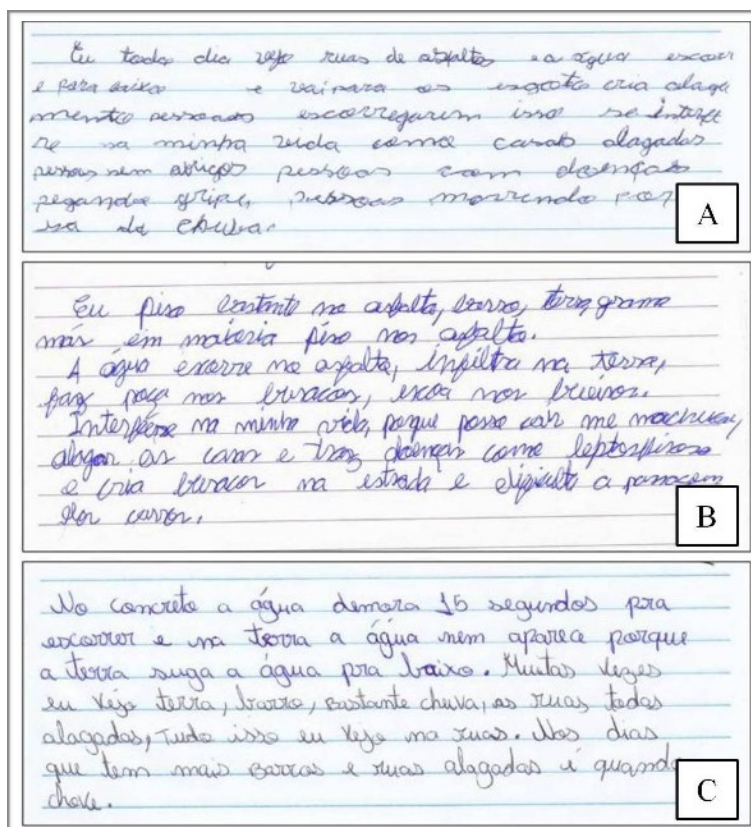 Eu todo dia vejo ruas de asfaltos e a água escorr
e para baixo e vai para os esgotos cria alaga
mento pessoas escorregarem isso se interfe
re na minha vida como casas alagadas
pessoas sem abrigos pessoas com doenças
pegando gripe, pessoas morrendo por
isa da chuva.
A
Eu piso bastante no asfalto, barro, terra, grama
mas em maioria piso nos asfalto.
A água escorre no asfalto, infiltra na terra,
faz poça nos buracos, escoa nos bueiros.
Interfere na minha vida, porque posso cair me machucar,
alagar as casas e traz doenças como leptospirose
e cria buracos na estrada e dificulta a passagem
dos carros.
B
No concreto a água demora 15 segundos pra
escorrer e na terra a água nem aparece porque
a terra suga a água pra baixo. Muitas vezes
eu vejo terra, barro, bastante chuva, as ruas todas
alagadas, Tudo isso eu vejo na ruas. Nos dias
que tem mais barros e ruas alagadas é quando
chove.
C